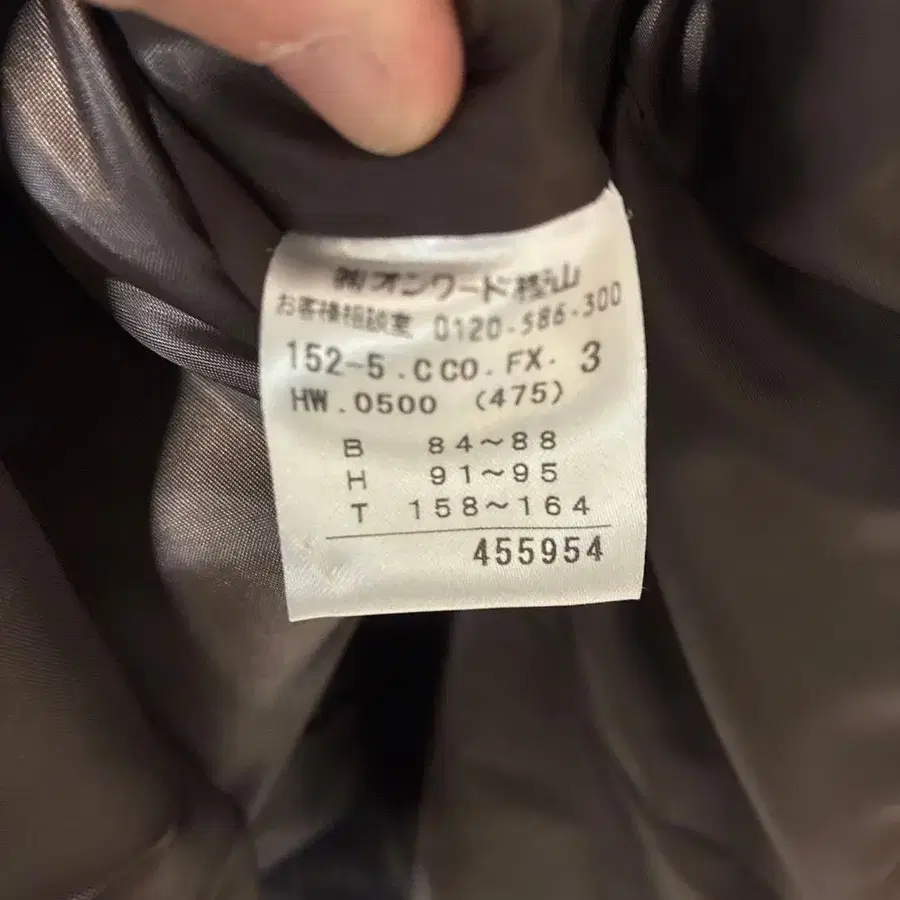 ㈱オンワード樫山
お客様相談室 0120-586-300
152-5.CCO.FX. 3
HW.0500 (475)
B 84~88
H 91~95
T 158~164
455954